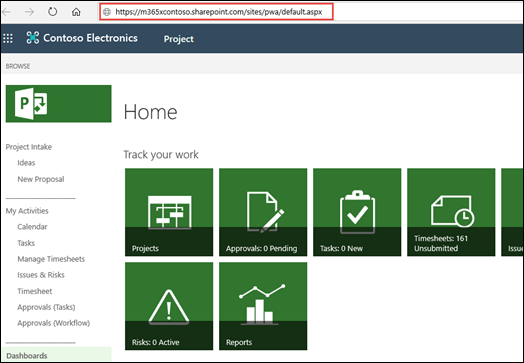 https://m365xcontoso.sharepoint.com/sites/pwa/default.aspx
Contoso Electronics Project
BROWSE
P
Home
Project Intake
Ideas
New Proposal
Track your work
My Activities
Calendar
Tasks
Manage Timesheets
Issues & Risks
Timesheet
Approvals (Tasks)
Approvals (Workflow)
Dashboards
Projects
Approvals: 0 Pending
Tasks: 0 New
Timesheets: 161
Unsubmitted
Issu
Risks: 0 Active
Reports